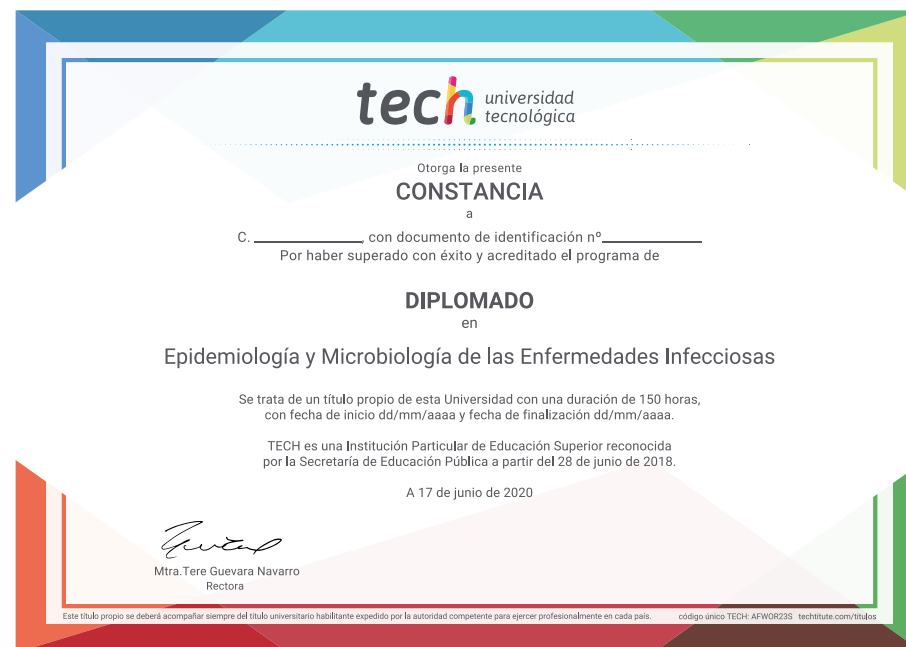 tech universidad
tecnológica
Otorga la presente
CONSTANCIA
a
C. ____________, con documento de identificación nº____________
Por haber superado con éxito y acreditado el programa de
DIPLOMADO
en
Epidemiología y Microbiología de las Enfermedades Infecciosas
Se trata de un título propio de esta Universidad con una duración de 150 horas,
con fecha de inicio dd/mm/aaaa y fecha de finalización dd/mm/aaaa.
TECH es una Institución Particular de Educación Superior reconocida
por la Secretaría de Educación Pública a partir del 28 de junio de 2018.
A 17 de junio de 2020
Mtra.Tere Guevara Navarro
Rectora
Este título propio se deberá acompañar siempre del título universitario habilitante expedido por la autoridad competente para ejercer profesionalmente en cada país. código único TECH: AFWOR23S techtitute.com/titulos